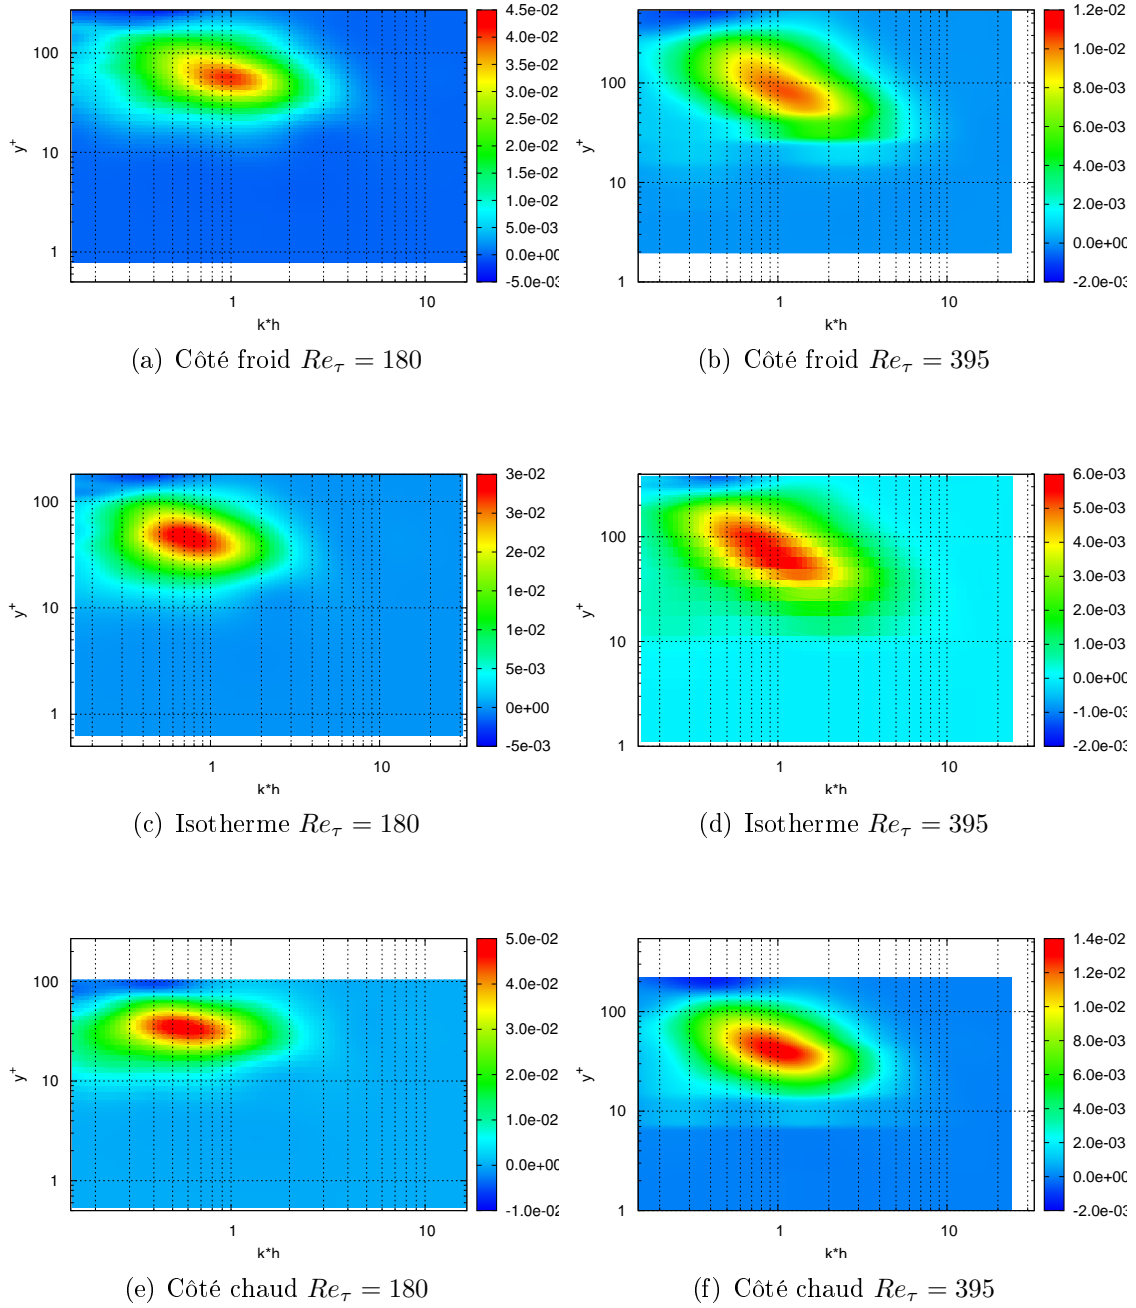 4.5e-02
4.0e-02
3.5e-02
3.0e-02
2.5e-02
2.0e-02
1.5e-02
1.0e-02
5.0e-03
0.0e+00
-5.0e-03
100
10
1
y+
1
10
k*h
(a) Côté froid Reτ = 180
1.2e-02
1.0e-02
8.0e-03
6.0e-03
4.0e-03
2.0e-03
0.0e+00
-2.0e-03
100
10
1
y+
1
10
k*h
(b) Côté froid Reτ = 395
3e-02
3e-02
2e-02
2e-02
1e-02
5e-03
0e+00
-5e-03
100
10
1
y+
1
10
k*h
(c) Isotherme Reτ = 180
6.0e-03
5.0e-03
4.0e-03
3.0e-03
2.0e-03
1.0e-03
0.0e+00
-1.0e-03
-2.0e-03
100
10
1
y+
1
10
k*h
(d) Isotherme Reτ = 395
5.0e-02
4.0e-02
3.0e-02
2.0e-02
1.0e-02
0.0e+00
-1.0e-02
100
10
1
y+
1
10
k*h
(e) Côté chaud Reτ = 180
1.4e-02
1.2e-02
1.0e-02
8.0e-03
6.0e-03
4.0e-03
2.0e-03
0.0e+00
-2.0e-03
100
10
1
y+
1
10
k*h
(f) Côté chaud Reτ = 395